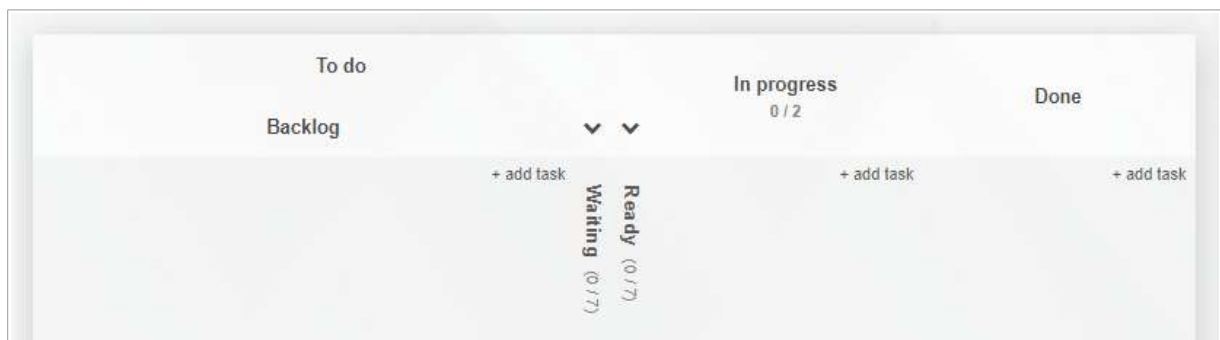 To do
In progress
0 / 2
Done
Backlog
+ add task
+ add task
+ add task
Waiting (0 / 7)
Ready (0 / 7)